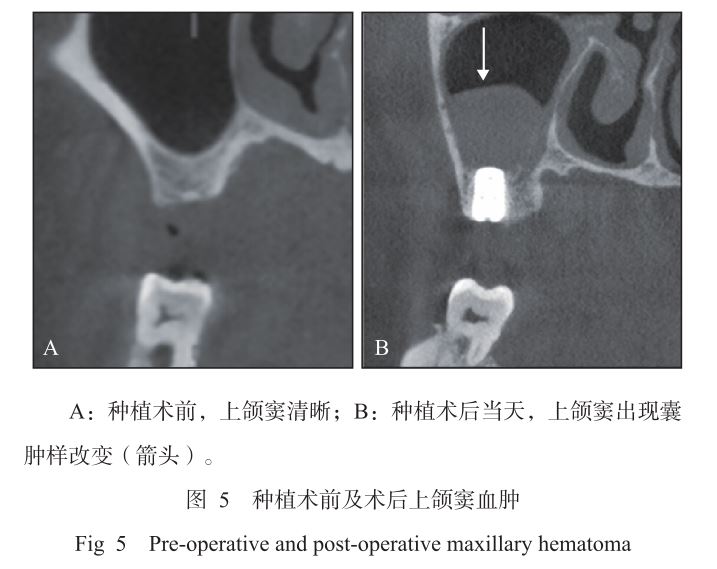 A
B
A：种植术前，上颌窦清晰；B：种植术后当天，上颌窦出现囊
肿样改变（箭头）。
图 5 种植术前及术后上颌窦血肿
Fig 5 Pre-operative and post-operative maxillary hematoma